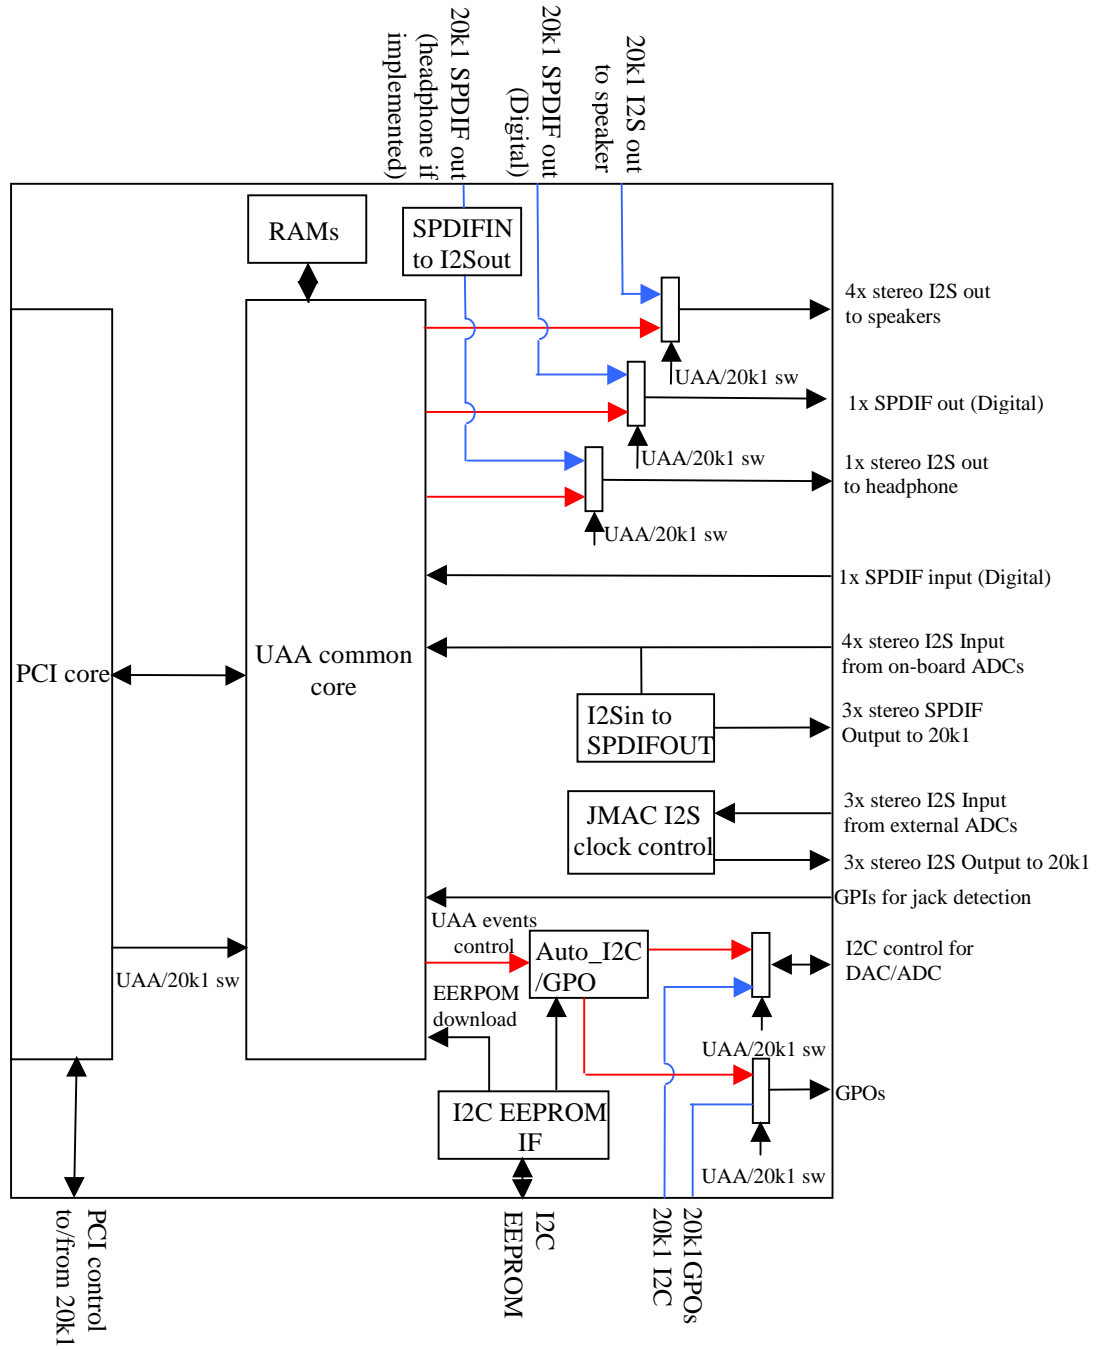 20k1 SPDIF out
(headphone if
implemented)
20k1 SPDIF out
(Digital)
20k1 I2S out
to speaker
RAMs
SPDIFIN
to I2Sout
4x stereo I2S out
to speakers
UAA/20k1 sw
1x SPDIF out (Digital)
UAA/20k1 sw
1x stereo I2S out
to headphone
UAA/20k1 sw
1x SPDIF input (Digital)
PCI core
UAA common
core
4x stereo I2S Input
from on-board ADCs
I2Sin to
SPDIFOUT
3x stereo SPDIF
Output to 20k1
JMAC I2S
clock control
3x stereo I2S Input
from external ADCs
3x stereo I2S Output to 20k1
GPIs for jack detection
UAA events
control
Auto_I2C
/GPO
I2C control for
DAC/ADC
UAA/20k1 sw
EERPOM
download
UAA/20k1 sw
GPOs
I2C EEPROM
IF
UAA/20k1 sw
PCI control
to/from 20k1
I2C
EEPROM
20k1 I2C
20k1GPOs